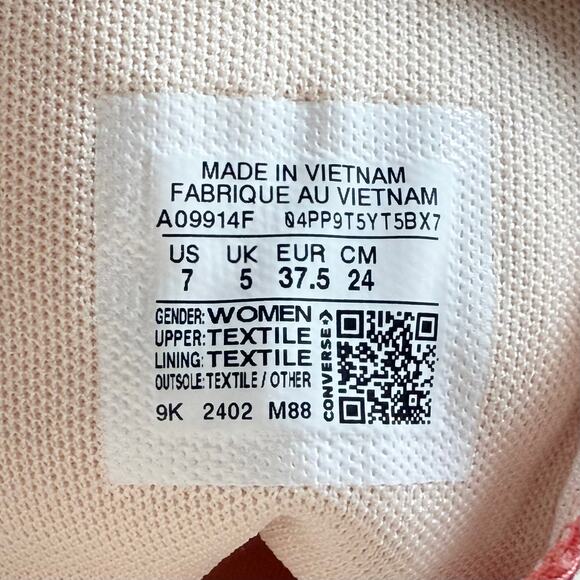 MADE IN VIETNAM
FABRIQUE AU VIETNAM
A09914F 04PP9T5YT5BX7
US UK EUR CM
7 5 37.5 24
GENDER: WOMEN
UPPER: TEXTILE
LINING: TEXTILE
OUTSOLE: TEXTILE / OTHER
9K 2402 M88
CONVERSE